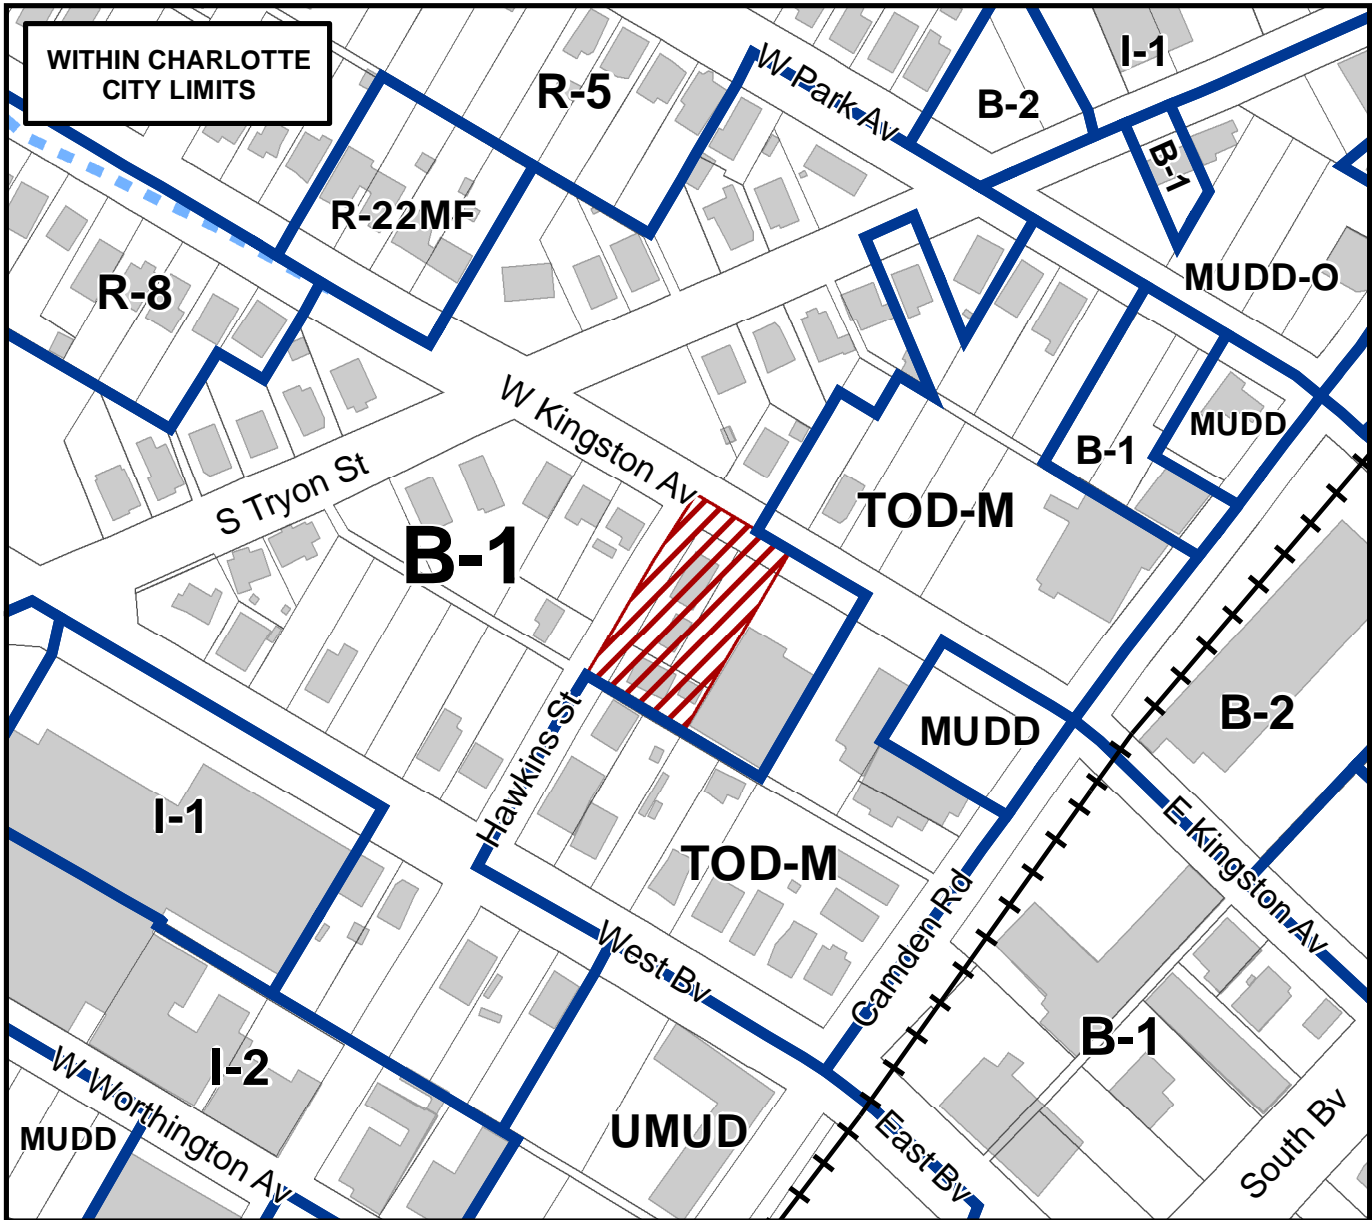 WITHIN CHARLOTTE
CITY LIMITS
I-1
R-5
W Park Av
B-2
B-1
R-22MF
MUDD-O
R-8
W Kingston Av
MUDD
B-1
S Tryon St
TOD-M
B-1
B-2
MUDD
Hawkins St
I-1
E Kingston Av
TOD-M
Camden Rd
West Bv
B-1
I-2
W Worthington Av
UMUD
MUDD
East Bv
South Bv